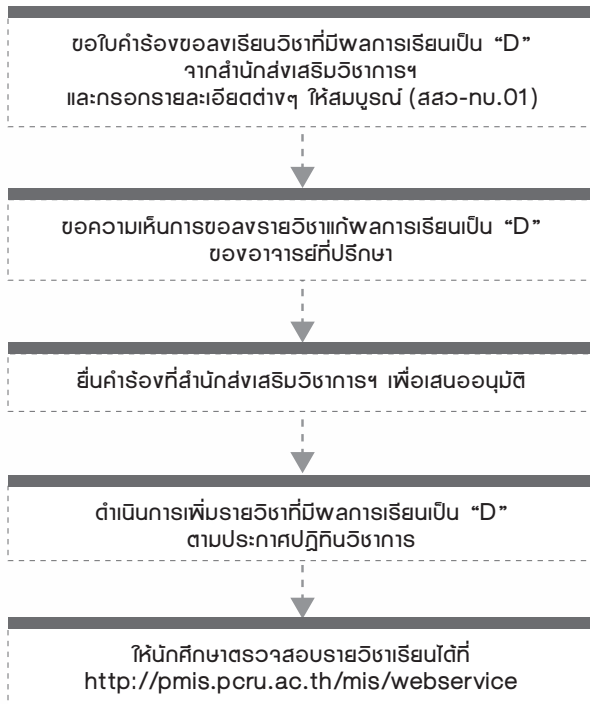 ขอใบคำร้องขอลงเรียนวิชาที่มีผลการเรียนเป็น “D”
จากสำนักส่งเสริมวิชาการฯ
และกรอกรายละเอียดต่างๆ ให้สมบูรณ์ (สสว-ทบ.01)
ขอความเห็นการขอลงรายวิชาแก้ผลการเรียนเป็น “D”
ของอาจารย์ที่ปรึกษา
ยื่นคำร้องที่สำนักส่งเสริมวิชาการฯ เพื่อเสนออนุมัติ
ดำเนินการเพิ่มรายวิชาที่มีผลการเรียนเป็น “D”
ตามประกาศปฏิทินวิชาการ
ให้นักศึกษาตรวจสอบรายวิชาเรียนได้ที่
http://pmis.pcru.ac.th/mis/webservice